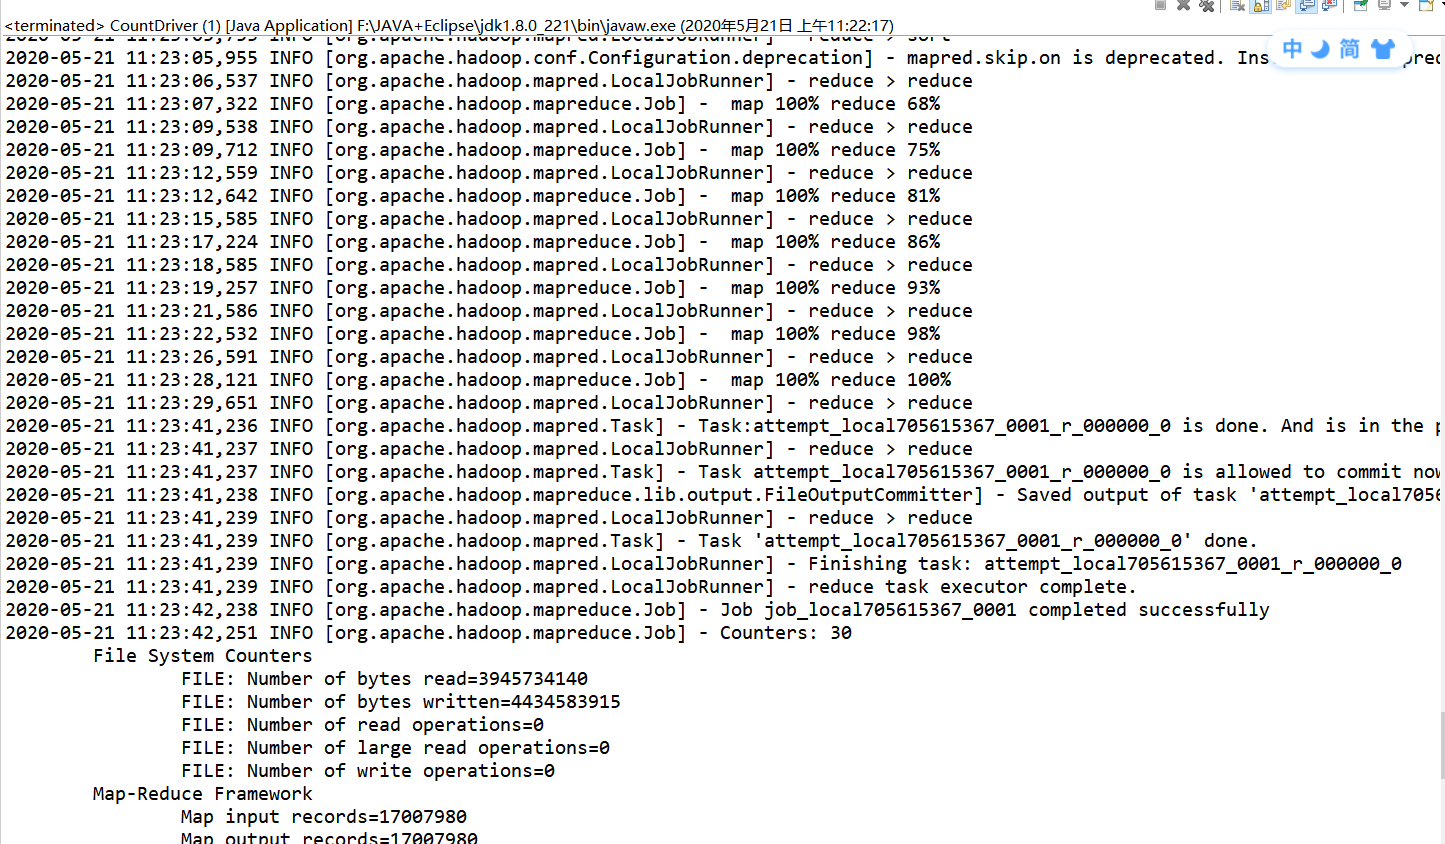 <terminated> CountDriver (1) [Java Application] F:\JAVA+Eclipse\jdk1.8.0_221\bin\javaw.exe (2020年5月21日 上午11:22:17)
中 简
2020-05-21 11:23:05,955 INFO [org.apache.hadoop.conf.Configuration.deprecation] - mapred.skip.on is deprecated. Ins
2020-05-21 11:23:06,537 INFO [org.apache.hadoop.mapred.LocalJobRunner] - reduce > reduce
2020-05-21 11:23:07,322 INFO [org.apache.hadoop.mapreduce.Job] -  map 100% reduce 68%
2020-05-21 11:23:09,538 INFO [org.apache.hadoop.mapred.LocalJobRunner] - reduce > reduce
2020-05-21 11:23:09,712 INFO [org.apache.hadoop.mapreduce.Job] -  map 100% reduce 75%
2020-05-21 11:23:12,559 INFO [org.apache.hadoop.mapred.LocalJobRunner] - reduce > reduce
2020-05-21 11:23:12,642 INFO [org.apache.hadoop.mapreduce.Job] -  map 100% reduce 81%
2020-05-21 11:23:15,585 INFO [org.apache.hadoop.mapred.LocalJobRunner] - reduce > reduce
2020-05-21 11:23:17,224 INFO [org.apache.hadoop.mapreduce.Job] -  map 100% reduce 86%
2020-05-21 11:23:18,585 INFO [org.apache.hadoop.mapred.LocalJobRunner] - reduce > reduce
2020-05-21 11:23:19,257 INFO [org.apache.hadoop.mapreduce.Job] -  map 100% reduce 93%
2020-05-21 11:23:21,586 INFO [org.apache.hadoop.mapred.LocalJobRunner] - reduce > reduce
2020-05-21 11:23:22,532 INFO [org.apache.hadoop.mapreduce.Job] -  map 100% reduce 98%
2020-05-21 11:23:26,591 INFO [org.apache.hadoop.mapred.LocalJobRunner] - reduce > reduce
2020-05-21 11:23:28,121 INFO [org.apache.hadoop.mapreduce.Job] -  map 100% reduce 100%
2020-05-21 11:23:29,651 INFO [org.apache.hadoop.mapred.LocalJobRunner] - reduce > reduce
2020-05-21 11:23:41,236 INFO [org.apache.hadoop.mapred.Task] - Task:attempt_local705615367_0001_r_000000_0 is done. And is in the p
2020-05-21 11:23:41,237 INFO [org.apache.hadoop.mapred.LocalJobRunner] - reduce > reduce
2020-05-21 11:23:41,237 INFO [org.apache.hadoop.mapred.Task] - Task attempt_local705615367_0001_r_000000_0 is allowed to commit now
2020-05-21 11:23:41,238 INFO [org.apache.hadoop.mapreduce.lib.output.FileOutputCommitter] - Saved output of task 'attempt_local7056
2020-05-21 11:23:41,239 INFO [org.apache.hadoop.mapred.LocalJobRunner] - reduce > reduce
2020-05-21 11:23:41,239 INFO [org.apache.hadoop.mapred.Task] - Task 'attempt_local705615367_0001_r_000000_0' done.
2020-05-21 11:23:41,239 INFO [org.apache.hadoop.mapred.LocalJobRunner] - Finishing task: attempt_local705615367_0001_r_000000_0
2020-05-21 11:23:41,239 INFO [org.apache.hadoop.mapred.LocalJobRunner] - reduce task executor complete.
2020-05-21 11:23:42,238 INFO [org.apache.hadoop.mapreduce.Job] - Job job_local705615367_0001 completed successfully
2020-05-21 11:23:42,251 INFO [org.apache.hadoop.mapreduce.Job] - Counters: 30
File System Counters
FILE: Number of bytes read=3945734140
FILE: Number of bytes written=4434583915
FILE: Number of read operations=0
FILE: Number of large read operations=0
FILE: Number of write operations=0
Map-Reduce Framework
Map input records=17007980
Map output records=17007980